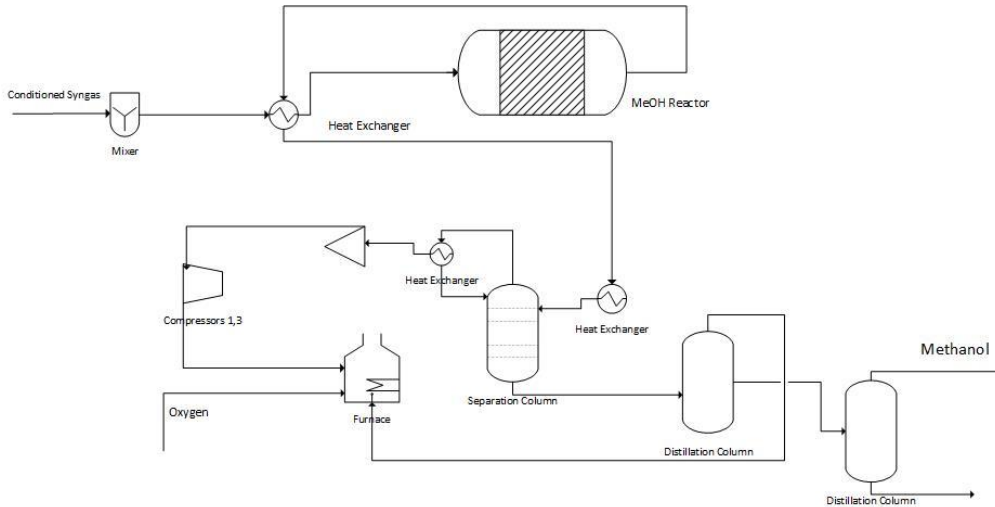 MeOH Reactor
Conditioned Syngas
Heat Exchanger
Mixer
Heat Exchanger
Compressors 1,3
Heat Exchanger
Methanol
Separation Column
Oxygen
Furnace
Distillation Column
Distillation Column